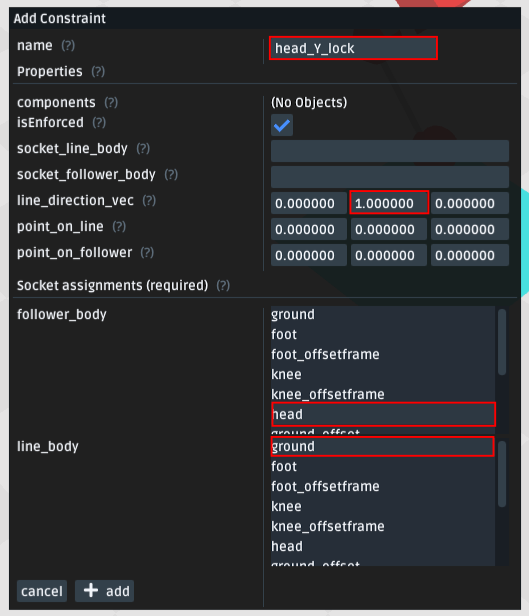 Add Constraint
name (?) head_Y_lock
Properties (?)
components (?) (No Objects)
isEnforced (?)
socket_line_body (?)
socket_follower_body (?)
line_direction_vec (?) 0.000000 1.000000 0.000000
point_on_line (?) 0.000000 0.000000 0.000000
point_on_follower (?) 0.000000 0.000000 0.000000
Socket assignments (required) (?)
follower_body ground
foot
foot_offsetframe
knee
knee_offsetframe
head
ground_offset
line_body ground
foot
foot_offsetframe
knee
knee_offsetframe
head
ground_offset
cancel + add